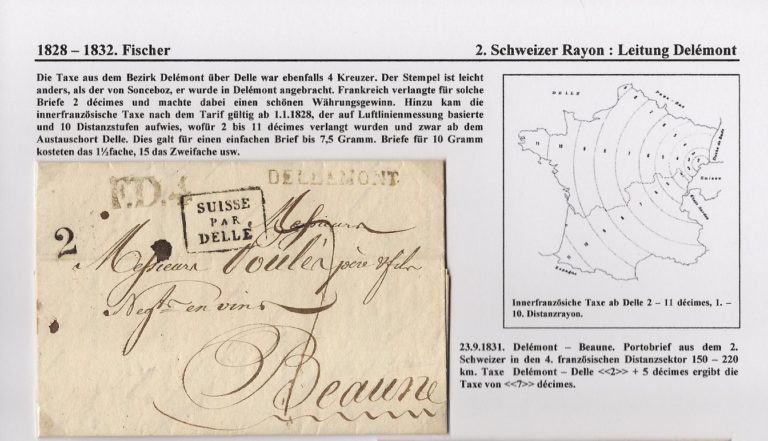 1828 – 1832. Fischer
2. Schweizer Rayon : Leitung Delémont
Die Taxe aus dem Bezirk Delémont über Delle war ebenfalls 4 Kreuzer. Der Stempel ist leicht
anders, als der von Sonceboz, er wurde in Delémont angebracht. Frankreich verlangte für solche
Briefe 2 décimes und machte dabei einen schönen Währungsgewinn. Hinzu kam die
innerfranzösische Taxe nach dem Tarif gültig ab 1.1.1828, der auf Luftlinienmessung basierte
und 10 Distanzstufen aufwies, wofür 2 bis 11 décimes verlangt wurden und zwar ab dem
Austauschort Delle. Dies galt für einen einfachen Brief bis 7,5 Gramm. Briefe für 10 Gramm
kosteten das 1½fache, 15 das Zweifache usw.
DELLE
Pays-Bas
Suisse
Espagne
Innerfranzösiche Taxe ab Delle 2 – 11 décimes, 1. –
10. Distanzrayon.
F.D.4
DELLEMONT
SUISSE
PAR
DELLE
2
Messieurs
Messieurs Voulés père & fils
Negts en vins
Beaune
23.9.1831. Delémont – Beaune. Portobrief aus dem 2.
Schweizer in den 4. französischen Distanzsektor 150 – 220
km. Taxe Delémont – Delle <<2>> + 5 décimes ergibt die
Taxe von <<7>> décimes.